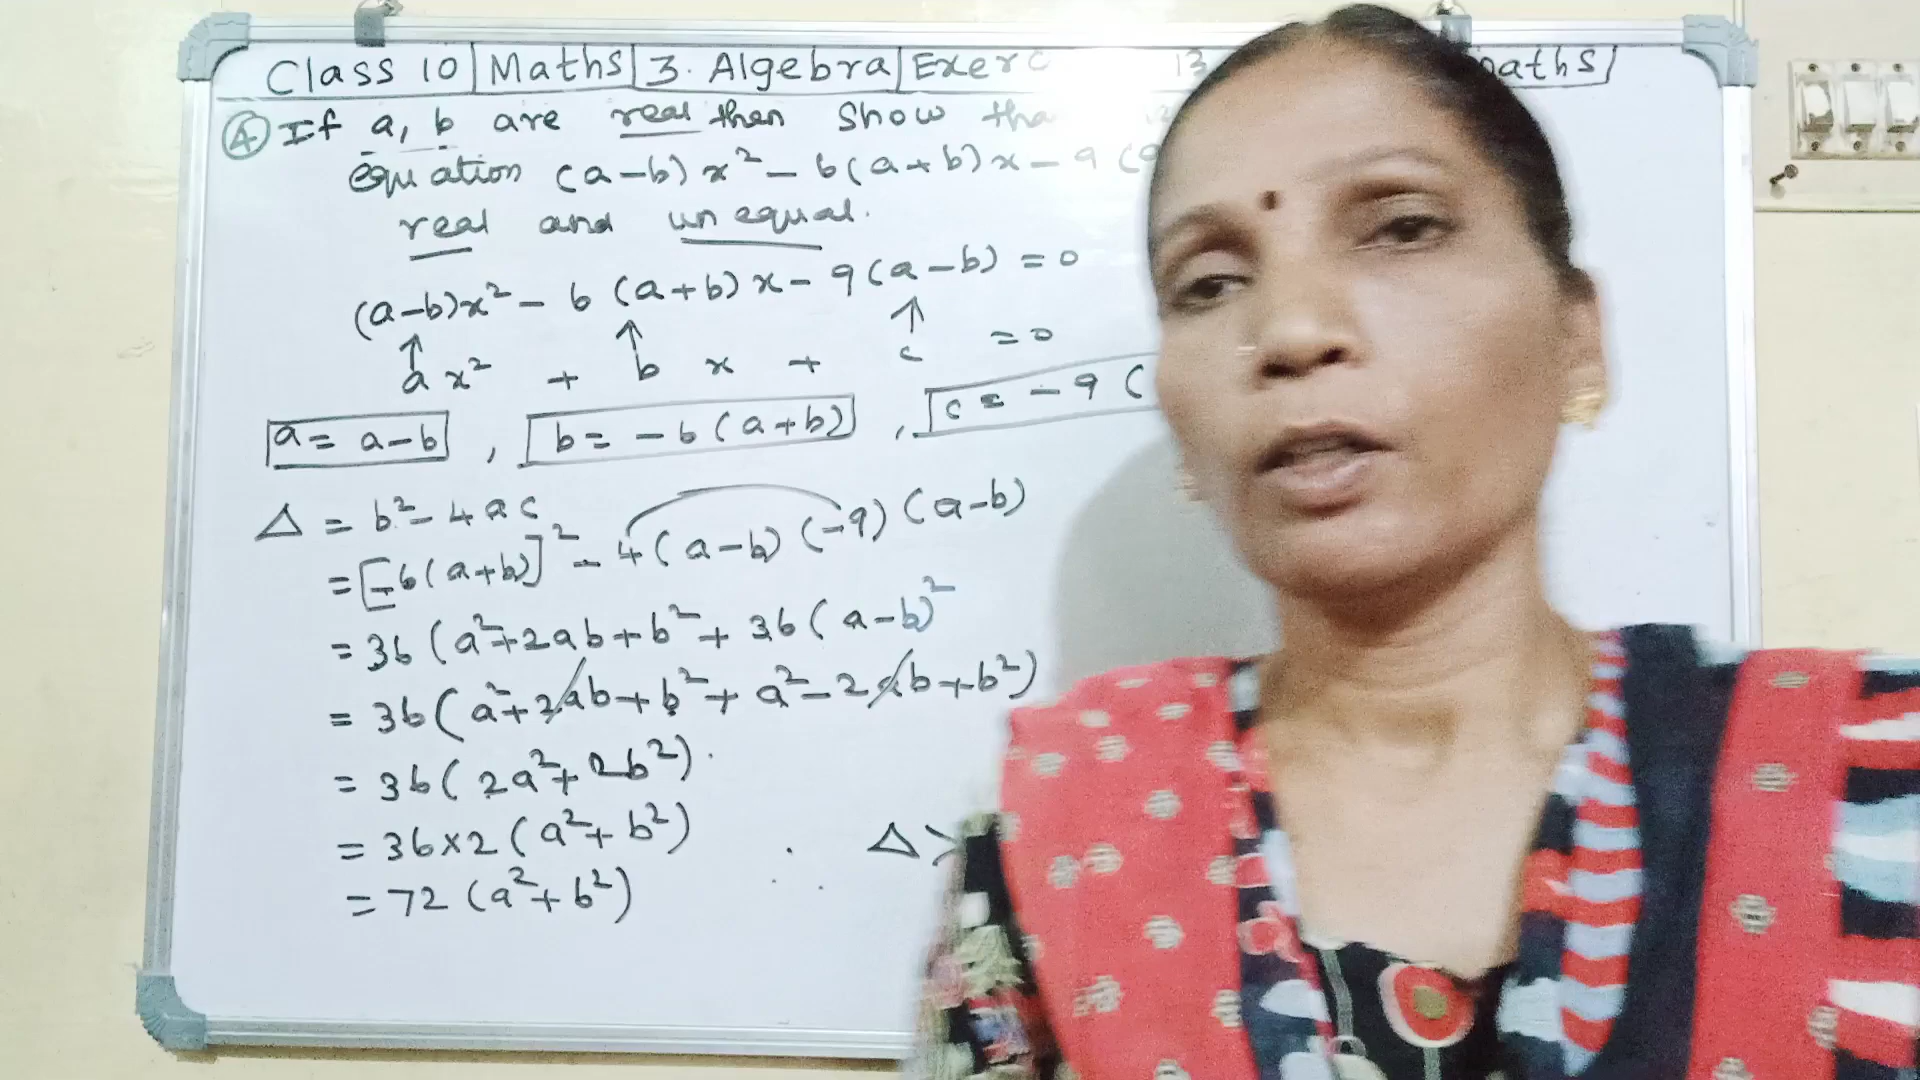 Class 10 | Maths | 3. Algebra | Exerc 13 maths |
4 If a, b are real then show tha
equation (a-b) x² - 6(a+b)x - 9(a
real and unequal.
(a-b)x² - 6(a+b)x - 9(a-b) = 0
ax² + bx + c = 0
a = a-b , b = -6(a+b) , c = -9(
Δ = b² - 4ac
= [-6(a+b)]² - 4(a-b)(-9)(a-b)
= 36(a²+2ab+b² + 36(a-b)²
= 36(a²+2ab+b²+a²-2ab+b²)
= 36(2a²+2b²).
= 36×2(a²+b²) Δ>
= 72(a²+b²)